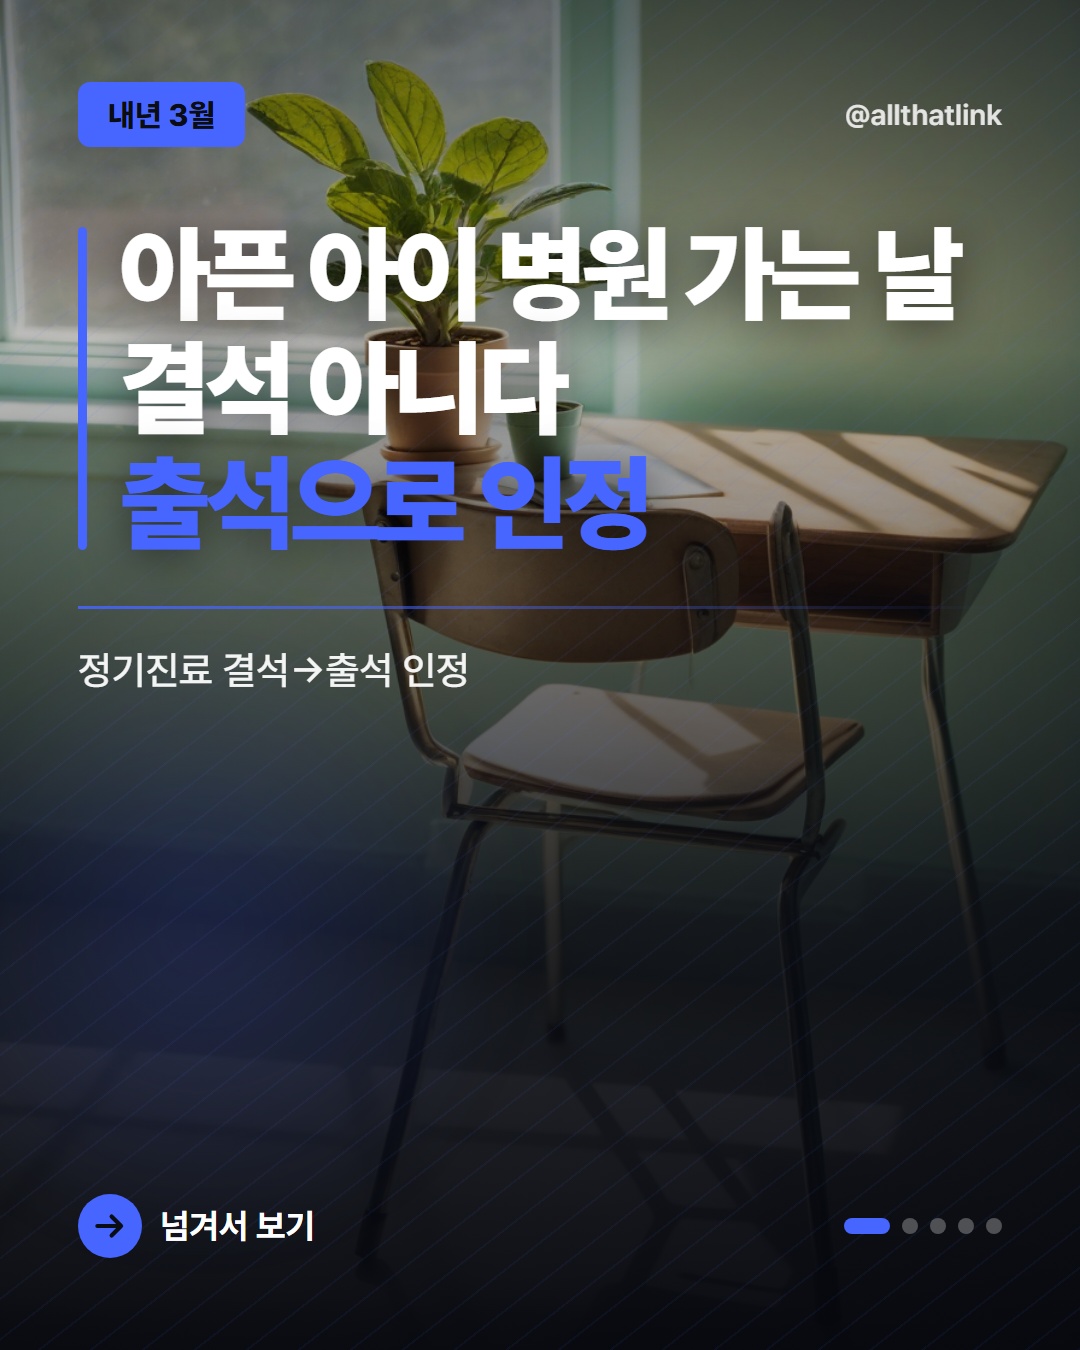 내년 3월
@allthatlink
아픈 아이 병원 가는 날
결석 아니다
출석으로 인정
정기진료 결석→출석 인정
넘겨서 보기